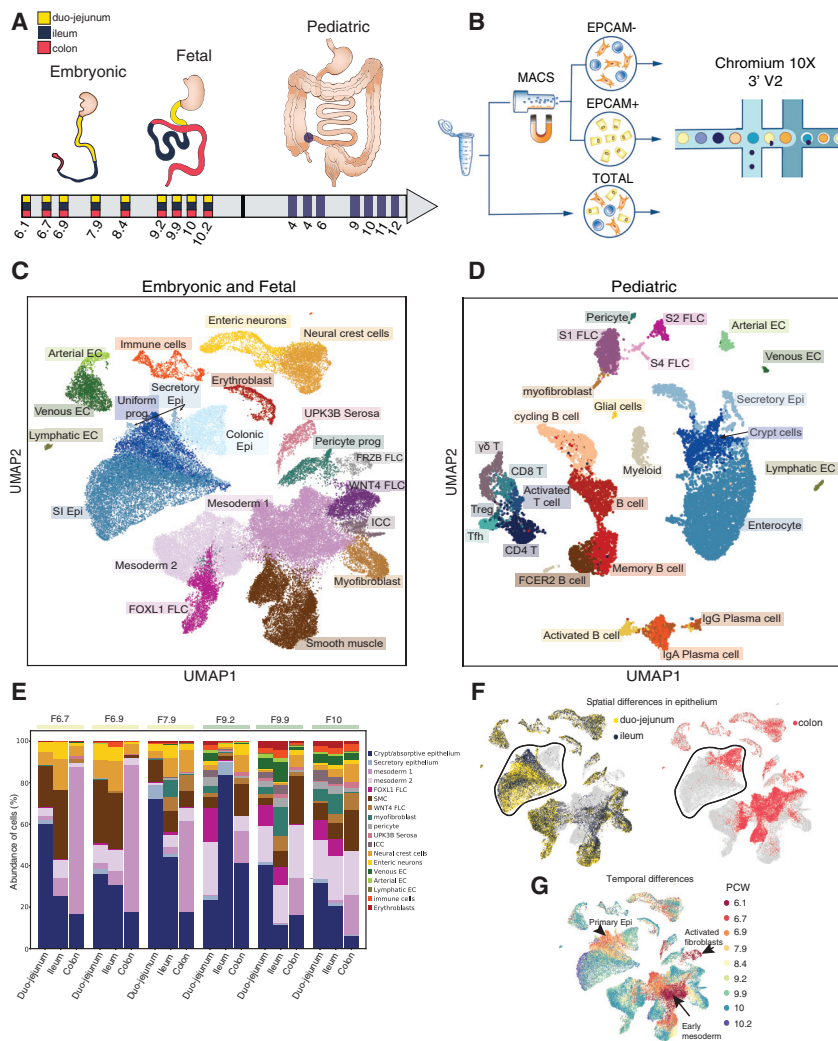 A
duo-jejunum
ileum
colon
Embryonic
Fetal
Pediatric
6.1
6.7
6.9
7.9
8.4
9.2
9.9
10
10.2
4
4
6
9
10
11
12
B
EPCAM-
MACS
EPCAM+
TOTAL
Chromium 10X
3' V2
C
Embryonic and Fetal
Enteric neurons
Neural crest cells
Immune cells
Arterial EC
Erythroblast
Secretory
Epi
Uniform
prog.
Venous EC
UPK3B Serosa
Colonic
Epi
Lymphatic EC
Pericyte prog
FRZB FLC
WNT4 FLC
Mesoderm 1
SI Epi
ICC
Mesoderm 2
Myofibroblast
FOXL1 FLC
Smooth muscle
UMAP2
UMAP1
D
Pediatric
Pericyte
S2 FLC
S1 FLC
Arterial EC
S4 FLC
Venous EC
myofibroblast
Glial cells
Secretory Epi
cycling B cell
Crypt cells
γδ T
Myeloid
CD8 T
Lymphatic EC
Activated
T cell
B cell
Treg
Enterocyte
Tfh
CD4 T
Memory B cell
FCER2 B cell
IgG Plasma cell
Activated B cell
IgA Plasma cell
UMAP2
UMAP1
E
F6.7
F6.9
F7.9
F9.2
F9.9
F10
100
80
60
40
20
0
Abundance of cells (%)
Duo-jejunum
Ileum
Colon
Duo-jejunum
Ileum
Colon
Duo-jejunum
Ileum
Colon
Duo-jejunum
Ileum
Colon
Duo-jejunum
Ileum
Colon
Duo-jejunum
Ileum
Colon
Crypt/absorptive epithelium
Secretory epithelium
mesoderm 1
mesoderm 2
FOXL1 FLC
SMC
WNT4 FLC
myofibroblast
pericyte
UPK3B Serosa
ICC
Neural crest cells
Enteric neurons
Venous EC
Arterial EC
Lymphatic EC
immune cells
Erythroblasts
F
Spatial differences in epithelium
duo-jejunum
ileum
colon
G
Temporal differences
PCW
6.1
6.7
6.9
7.9
8.4
9.2
9.9
10
10.2
Primary Epi
Activated
fibroblasts
Early
mesoderm